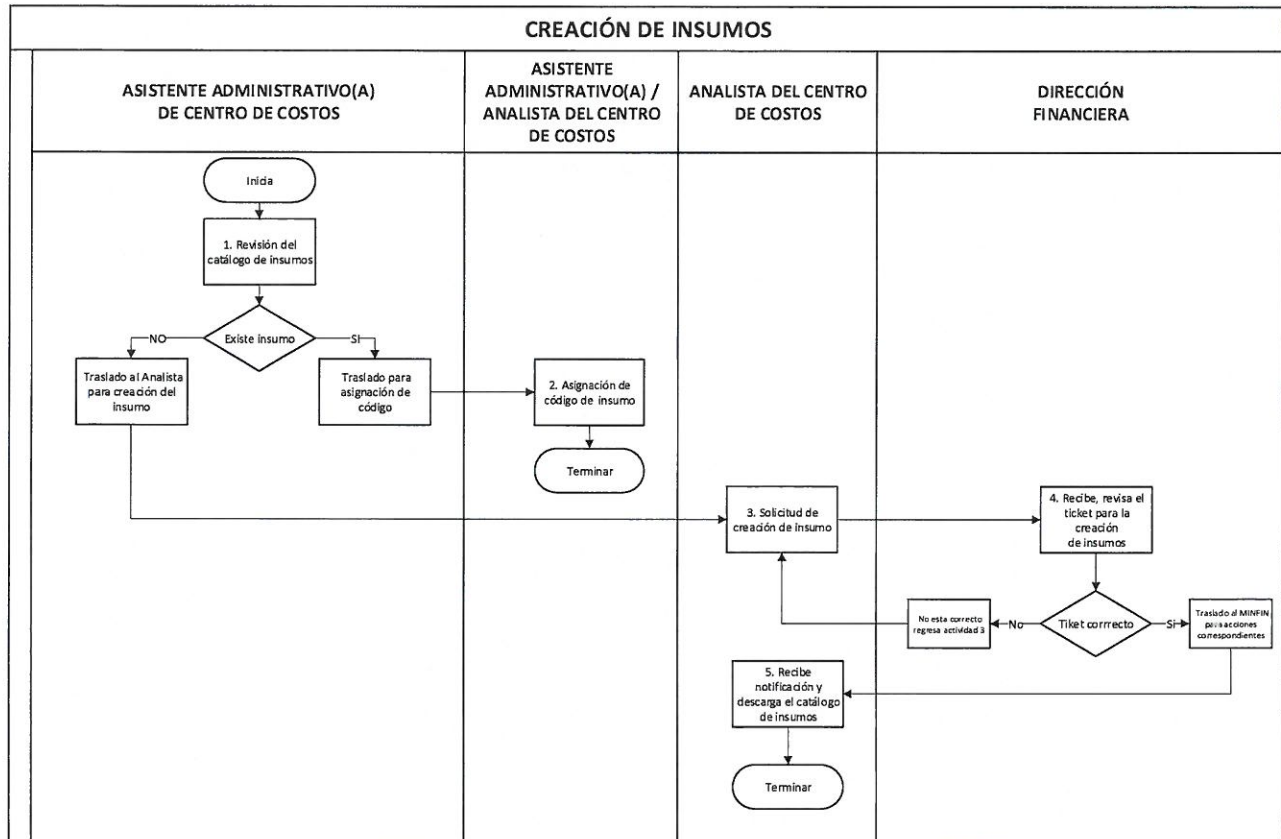 CREACIÓN DE INSUMOS
ASISTENTE ADMINISTRATIVO(A)
DE CENTRO DE COSTOS
ASISTENTE
ADMINISTRATIVO(A) /
ANALISTA DEL CENTRO
DE COSTOS
ANALISTA DEL CENTRO
DE COSTOS
DIRECCIÓN
FINANCIERA
Inicia
1. Revisión del
catálogo de insumos
Existe insumo
NO
SI
Traslado al Analista
para creación del
insumo
Traslado para
asignación de
código
2. Asignación de
código de insumo
Terminar
3. Solicitud de
creación de insumo
4. Recibe, revisa el
ticket para la
creación
de insumos
Tiket corrrecto
No
Si
No esta correcto
regresa actividad 3
Traslado al MINFIN
para acciones
correspondientes
5. Recibe
notificación y
descarga el catálogo
de insumos
Terminar